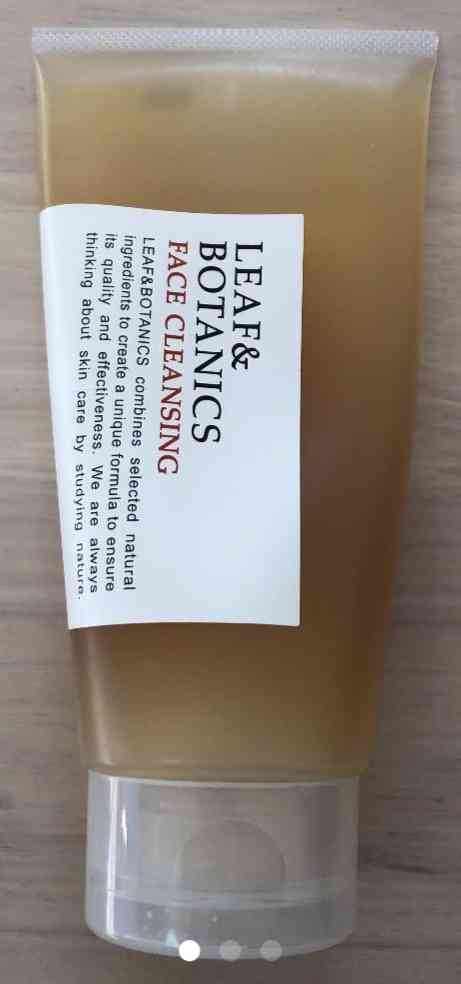 LEAF&
BOTANICS
FACE CLEANSING
LEAF&BOTANICS combines selected natural
ingredients to create a unique formula to ensure
its quality and effectiveness. We are always
thinking about skin care by studying nature.